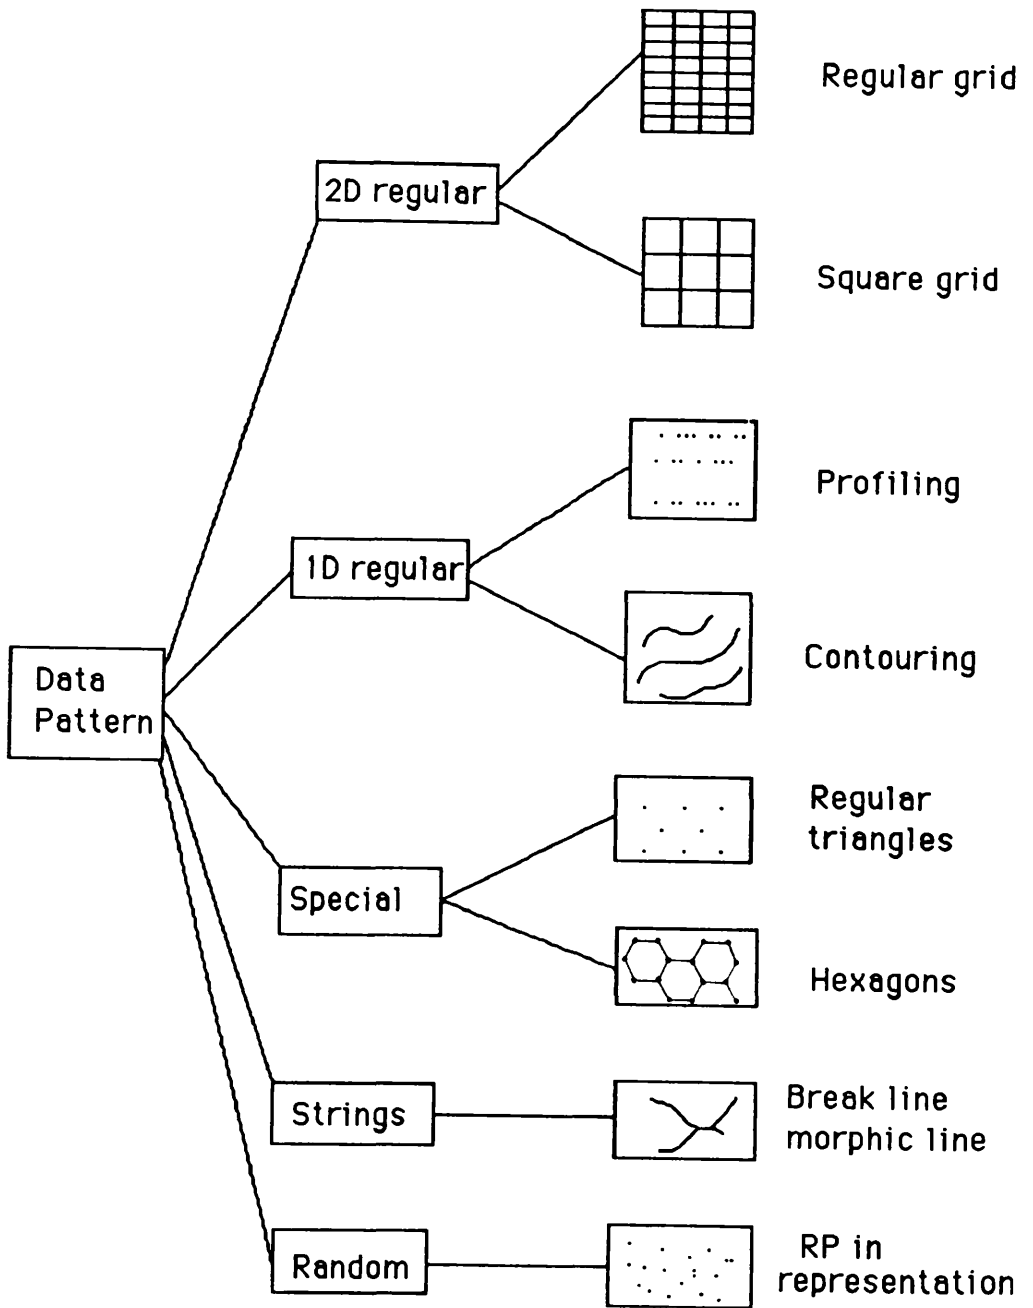 Regular grid
2D regular
Square grid
Profiling
1D regular
Contouring
Data
Pattern
Regular
triangles
Special
Hexagons
Strings
Break line
morphic line
Random
RP in
representation